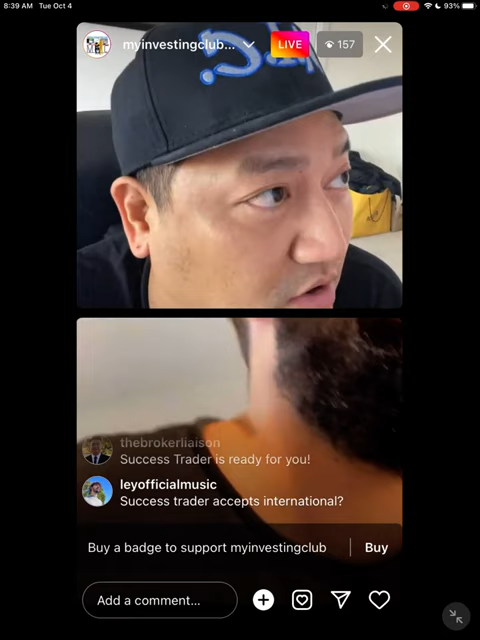 8:39 AM Tue Oct 4
93%
myinvestingclub...
LIVE
157
thebrokerliaison
Success Trader is ready for you!
leyofficialmusic
Success trader accepts international?
Buy a badge to support myinvestingclub
Buy
Add a comment...